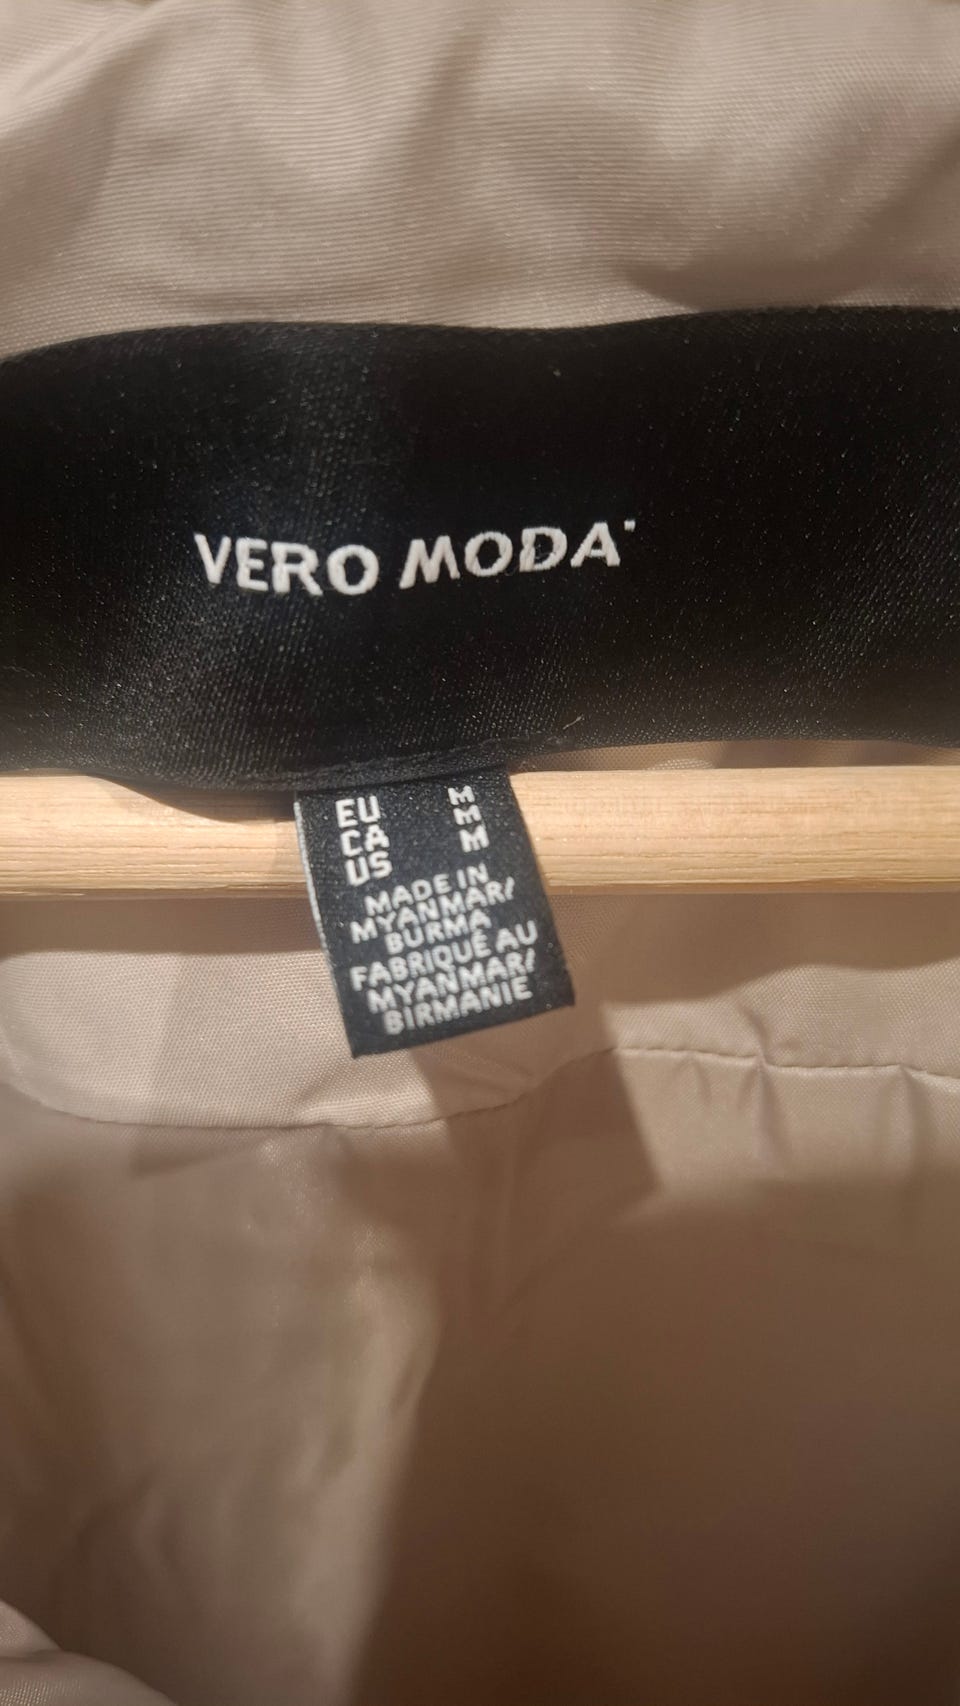 VERO MODA
EU M
CA M
US M
MADE IN
MYANMAR/
BURMA
FABRIQUÉ AU
MYANMAR/
BIRMANIE